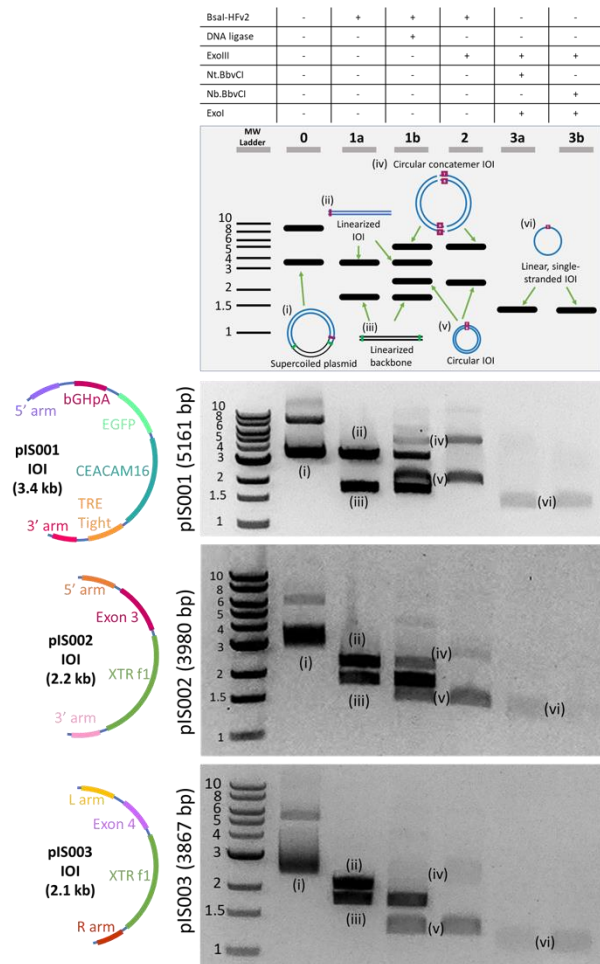 BsaI-HFv2 - + + + - -
DNA ligase - - + - - -
ExoIII - - - + + +
Nt.BbvCI - - - - + -
Nb.BbvCI - - - - - +
ExoI - - - - + +
MW Ladder 0 1a 1b 2 3a 3b
(iv) Circular concatemer IOI
(ii)
Linearized IOI
(vi)
Linear, single-stranded IOI
10
8
6
5
4
3
2
1.5
1
(i)
Supercoiled plasmid
(iii)
Linearized backbone
(v)
Circular IOI
5' arm
bGHpA
EGFP
pIS001
IOI
(3.4 kb)
CEACAM16
TRE
Tight
3' arm
pIS001 (5161 bp)
10
8
6
5
4
3
2
1.5
1
(i)
(ii)
(iii)
(iv)
(v)
(vi)
5' arm
Exon 3
pIS002
IOI
(2.2 kb)
XTR f1
3' arm
pIS002 (3980 bp)
10
8
6
5
4
3
2
1.5
1
(i)
(ii)
(iii)
(iv)
(v)
(vi)
L arm
Exon 4
pIS003
IOI
(2.1 kb)
XTR f1
R arm
pIS003 (3867 bp)
10
8
6
5
4
3
2
1.5
1
(i)
(ii)
(iii)
(iv)
(v)
(vi)